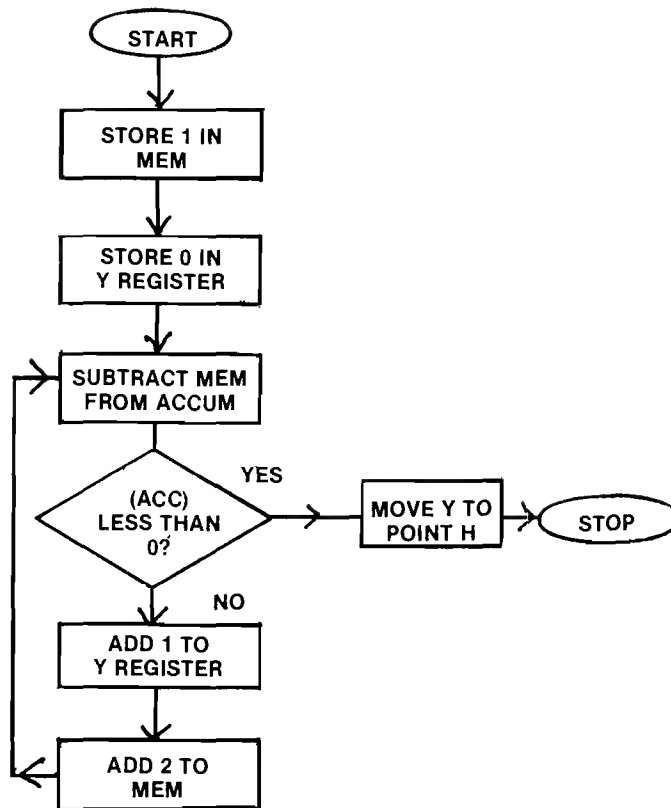 START
STORE 1 IN
MEM
STORE 0 IN
Y REGISTER
SUBTRACT MEM
FROM ACCUM
(ACC)
LESS THAN
0?
YES
MOVE Y TO
POINT H
STOP
NO
ADD 1 TO
Y REGISTER
ADD 2 TO
MEM